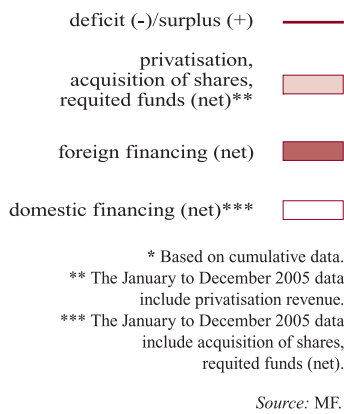 deficit (-)/surplus (+)
privatisation,
acquisition of shares,
requited funds (net)**
foreign financing (net)
domestic financing (net)***
* Based on cumulative data.
** The January to December 2005 data
include privatisation revenue.
*** The January to December 2005 data
include acquisition of shares,
requited funds (net).
Source: MF.